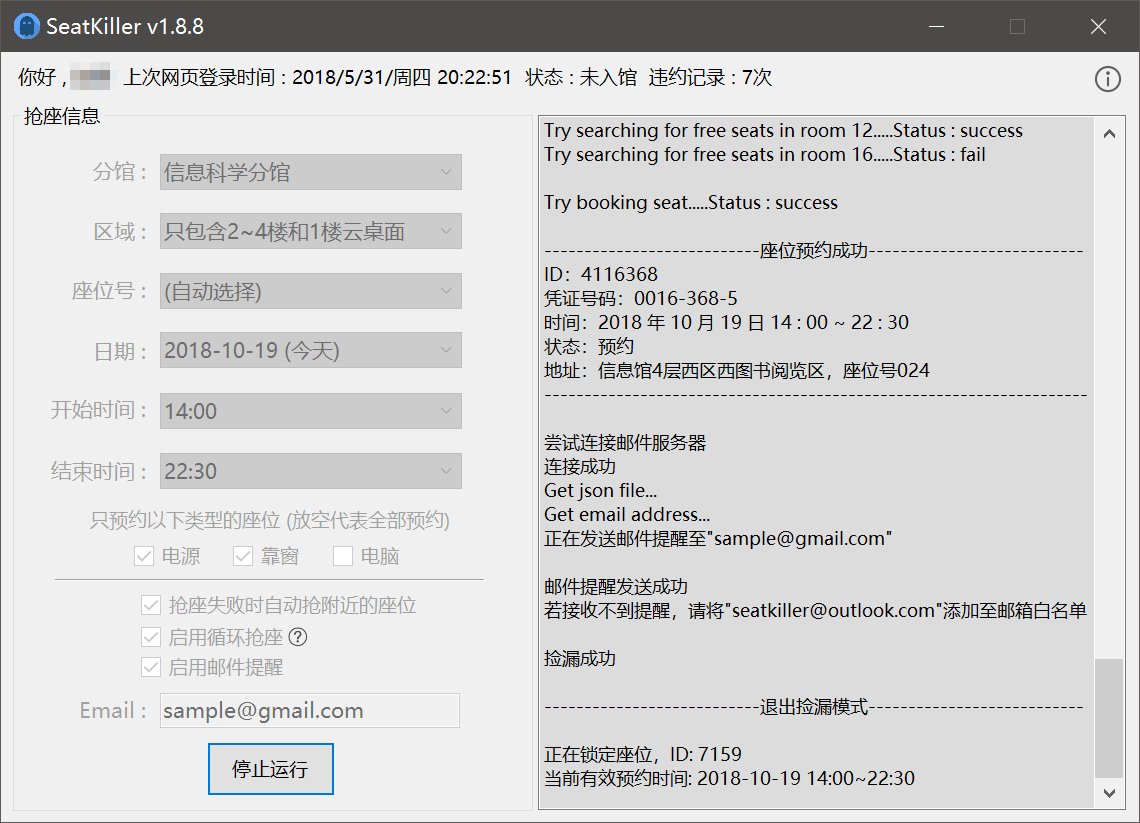 SeatKiller v1.8.8
你好 , 上次网页登录时间 : 2018/5/31/周四 20:22:51 状态 : 未入馆 违约记录 : 7次
抢座信息
分馆 : 信息科学分馆
区域 : 只包含2~4楼和1楼云桌面
座位号 : (自动选择)
日期 : 2018-10-19 (今天)
开始时间 : 14:00
结束时间 : 22:30
只预约以下类型的座位 (放空代表全部预约)
电源 靠窗 电脑
抢座失败时自动抢附近的座位
启用循环抢座
启用邮件提醒
Email : sample@gmail.com
停止运行
Try searching for free seats in room 12.....Status : success
Try searching for free seats in room 16.....Status : fail
Try booking seat.....Status : success
---------------------------座位预约成功---------------------------
ID：4116368
凭证号码：0016-368-5
时间：2018 年 10 月 19 日 14 : 00 ~ 22 : 30
状态：预约
地址：信息馆4层西区西图书阅览区，座位号024
--------------------------------------------------------------------
尝试连接邮件服务器
连接成功
Get json file...
Get email address...
正在发送邮件提醒至"sample@gmail.com"
邮件提醒发送成功
若接收不到提醒，请将"seatkiller@outlook.com"添加至邮箱白名单
捡漏成功
---------------------------退出捡漏模式---------------------------
正在锁定座位，ID: 7159
当前有效预约时间: 2018-10-19 14:00~22:30